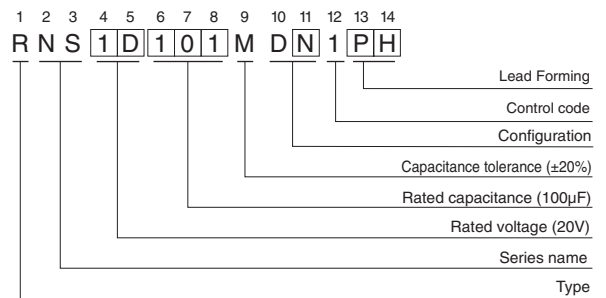 1 2 3 4 5 6 7 8 9 10 11 12 13 14
R N S 1 D 1 0 1 M D N 1 P H
Lead Forming
Control code
Configuration
Capacitance tolerance (±20%)
Rated capacitance (100µF)
Rated voltage (20V)
Series name
Type